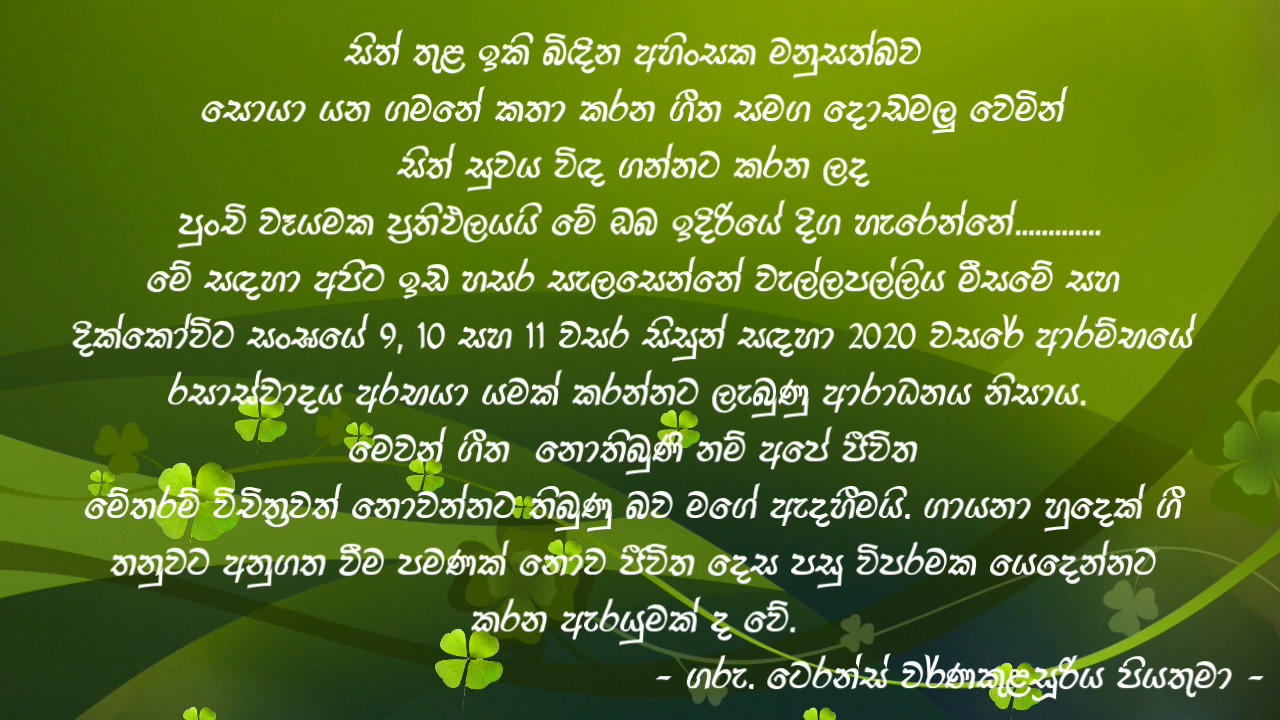 සිත් තුළ ඉකි බිඳින අහිංසක මනුසත්බව
සොයා යන ගමනේ කතා කරන ගීත සමග දොඩමලු වෙමින්
සිත් සුවය විඳ ගන්නට කරන ලද
පුංචි වෑයමක ප්‍රතිඵලයයි මේ ඔබ ඉදිරියේ දිග හැරෙන්නේ.............
මේ සඳහා අපිට ඉඩ හසර සැලසෙන්නේ වැල්ලපල්ලිය මීසමේ සහ
දික්කෝවිට සංඝයේ 9, 10 සහ 11 වසර සිසුන් සඳහා 2020 වසරේ ආරම්භයේ
රසාස්වාදය අරභයා යමක් කරන්නට ලැබුණු ආරාධනය නිසාය.
මෙවන් ගීත නොතිබුණි නම් අපේ ජීවිත
මේතරම් විචිත්‍රවත් නොවන්නට තිබුණු බව මගේ ඇදහීමයි. ගායනා හුදෙක් ගී
තනුවට අනුගත වීම පමණක් නොව ජීවිත දෙස පසු විපරමක යෙදෙන්නට
කරන ඇරයුමක් ද වේ.
- ගරු. ටෙරන්ස් වර්ණකුළසූරිය පියතුමා -